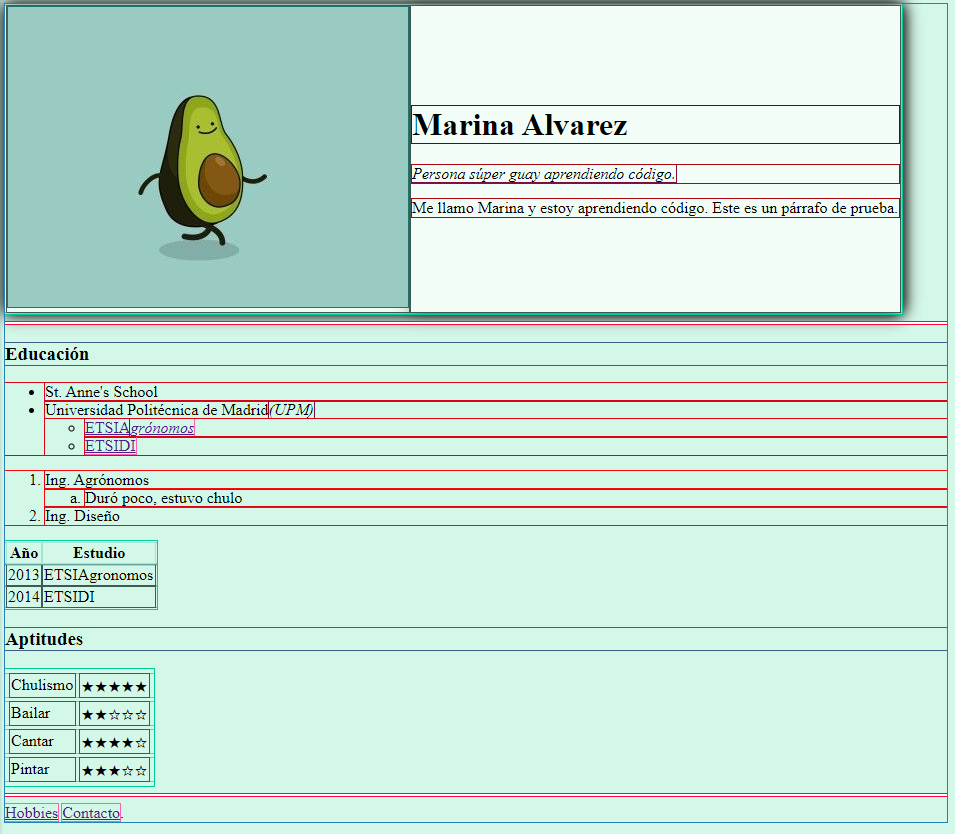 Marina Alvarez
Persona súper guay aprendiendo código.
Me llamo Marina y estoy aprendiendo código. Este es un párrafo de prueba.
Educación
• St. Anne's School
• Universidad Politécnica de Madrid(UPM)
○ ETSIAgrónomos
○ ETSIDI
1. Ing. Agrónomos
a. Duró poco, estuvo chulo
2. Ing. Diseño
Año Estudio
2013 ETSIAgronomos
2014 ETSIDI
Aptitudes
Chulismo ★★★★★
Bailar ★★☆☆☆
Cantar ★★★★☆
Pintar ★★★☆☆
Hobbies Contacto